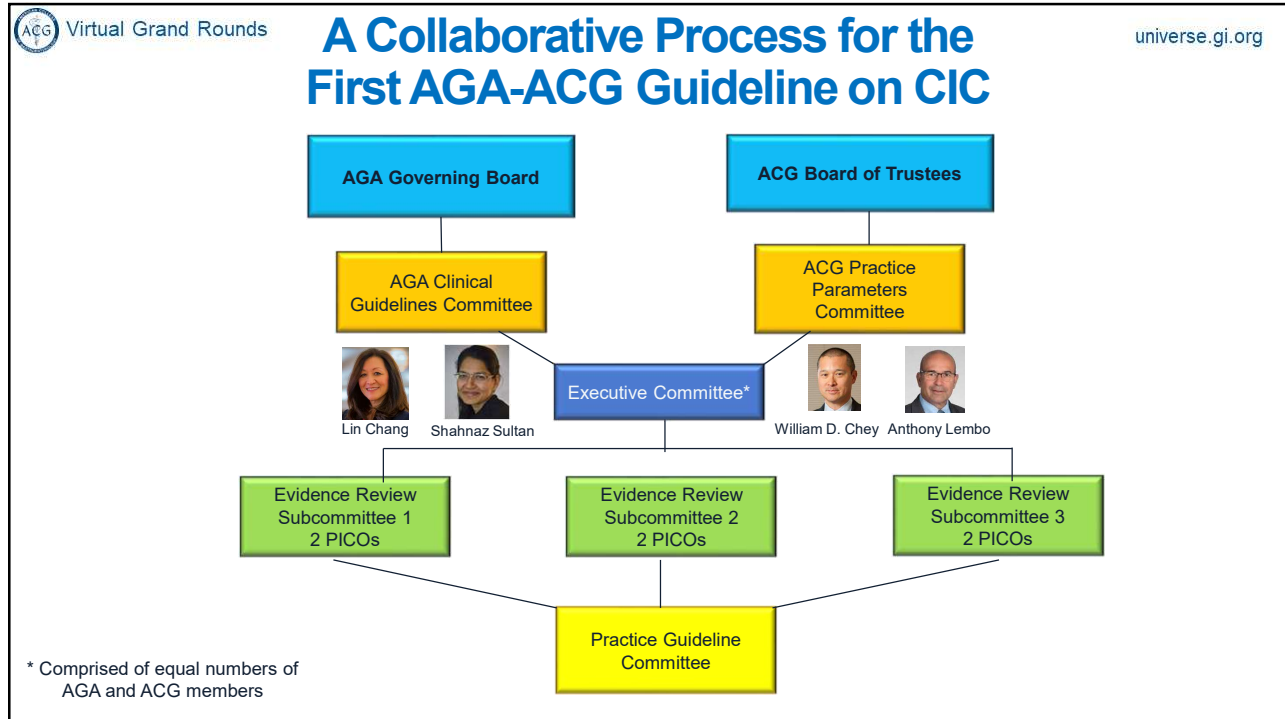 ACG
Virtual Grand Rounds
universe.gi.org
A Collaborative Process for the
First AGA-ACG Guideline on CIC
AGA Governing Board
ACG Board of Trustees
AGA Clinical
Guidelines Committee
ACG Practice
Parameters
Committee
Executive Committee*
Lin Chang
Shahnaz Sultan
William D. Chey
Anthony Lembo
Evidence Review
Subcommittee 1
2 PICOs
Evidence Review
Subcommittee 2
2 PICOs
Evidence Review
Subcommittee 3
2 PICOs
Practice Guideline
Committee
* Comprised of equal numbers of
AGA and ACG members